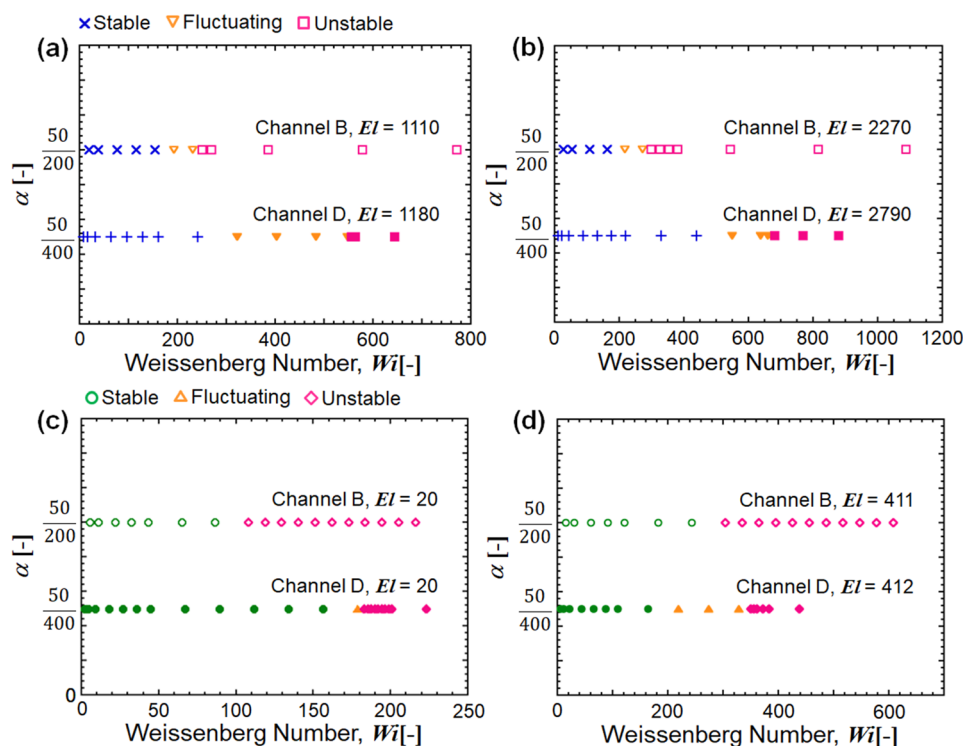 Stable Fluctuating Unstable
(a)
Channel B, El = 1110
50
200
α [-]
Channel D, El = 1180
50
400
0 200 400 600 800
Weissenberg Number, Wi[-]
(b)
Channel B, El = 2270
50
200
α [-]
Channel D, El = 2790
50
400
0 200 400 600 800 1000 1200
Weissenberg Number, Wi[-]
Stable Fluctuating Unstable
(c)
Channel B, El = 20
50
200
α [-]
Channel D, El = 20
50
400
0
0 50 100 150 200 250
Weissenberg Number, Wi[-]
(d)
Channel B, El = 411
50
200
α [-]
Channel D, El = 412
50
400
0 200 400 600
Weissenberg Number, Wi[-]